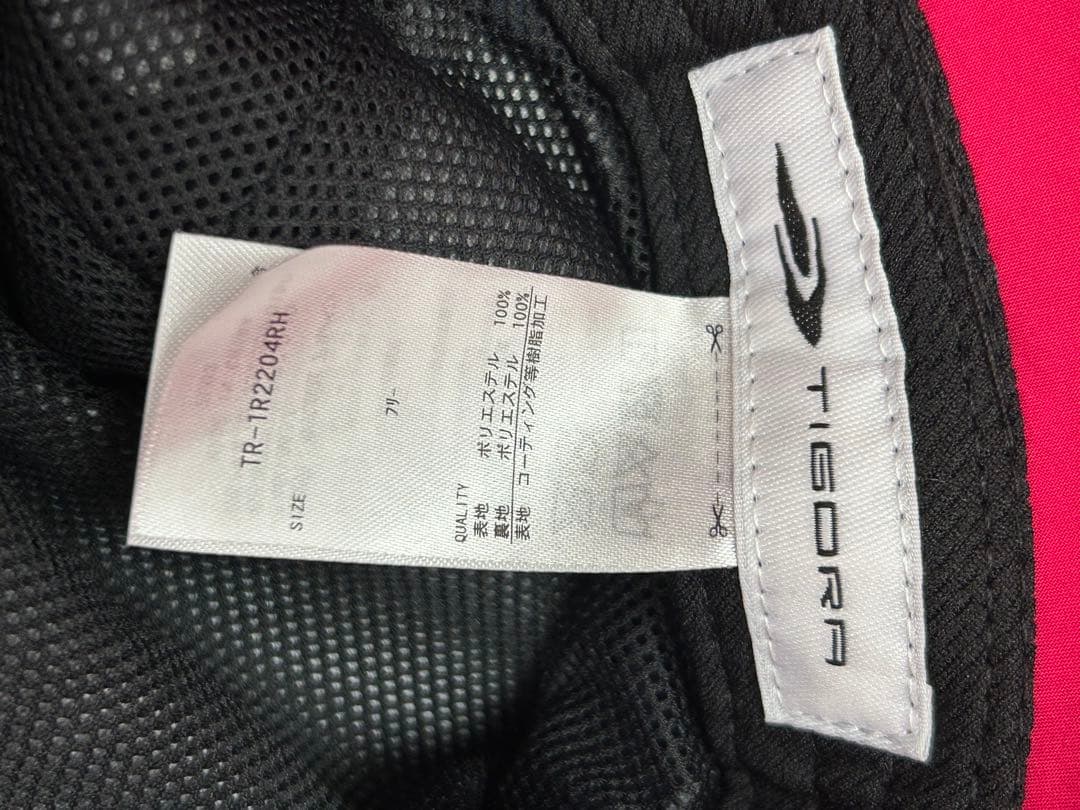 TIGORA
TR-1R2204RH
SIZE
フリー
QUALITY
表地 ポリエステル 100%
裏地 ポリエステル 100%
表地 コーティング等樹脂加工